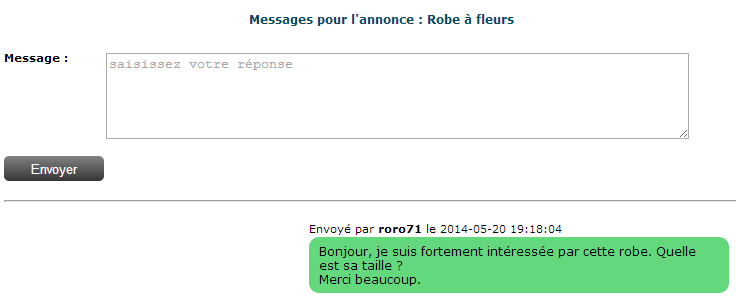 Messages pour l'annonce : Robe à fleurs
Message :
saisissez votre réponse
Envoyer
Envoyé par roro71 le 2014-05-20 19:18:04
Bonjour, je suis fortement intéressée par cette robe. Quelle
est sa taille ?
Merci beaucoup.